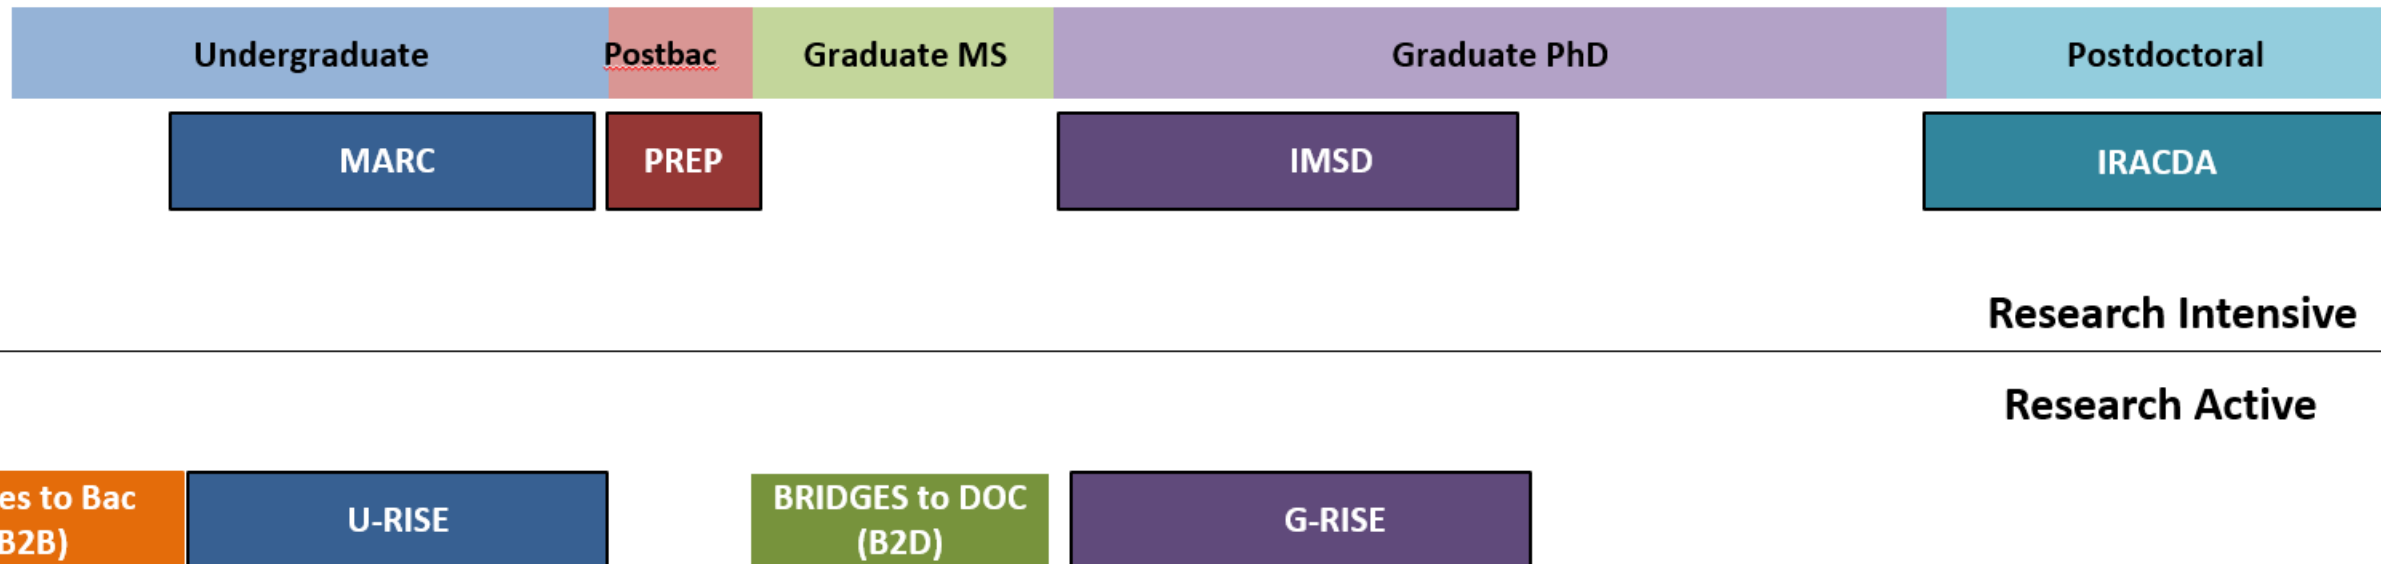 Undergraduate
Postbac
Graduate MS
Graduate PhD
Postdoctoral
MARC
PREP
IMSD
IRACDA
Research Intensive
Research Active
es to Bac
B2B)
U-RISE
BRIDGES to DOC
(B2D)
G-RISE